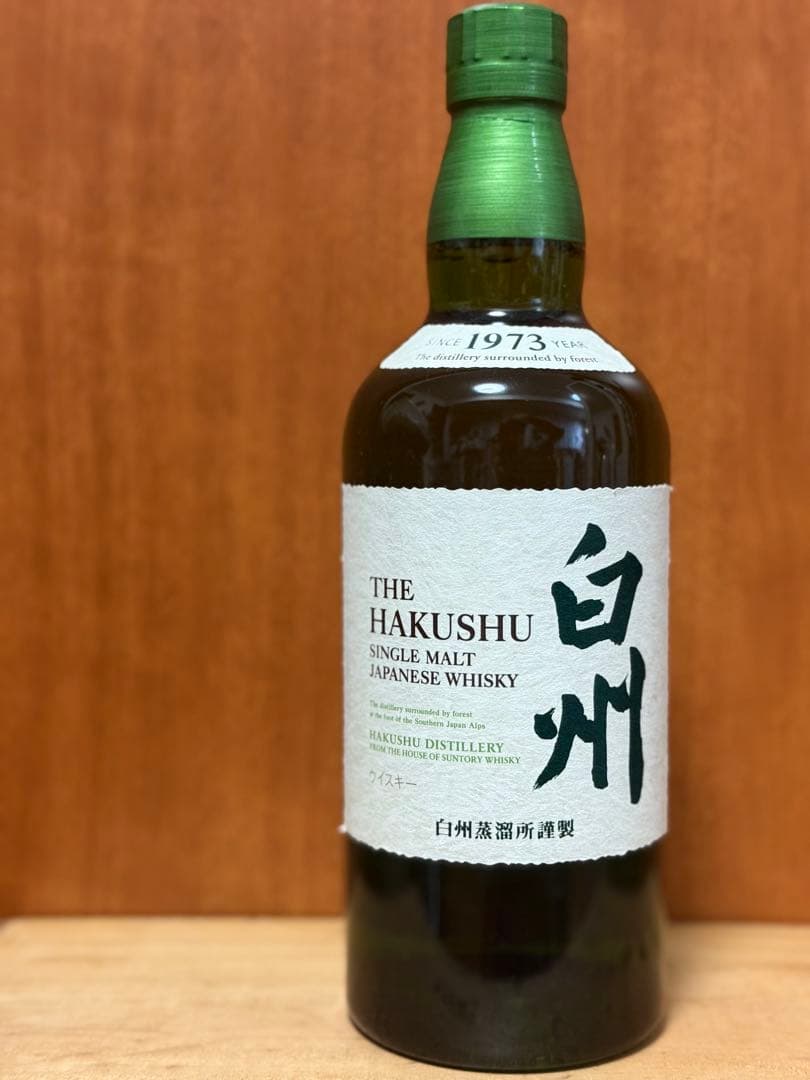 SINCE 1973 YEAR
The distillery surrounded by forest
THE
HAKUSHU
SINGLE MALT
JAPANESE WHISKY
The distillery surrounded by forest
at the foot of the Southern Japan Alps
HAKUSHU DISTILLERY
FROM THE HOUSE OF SUNTORY WHISKY
ウイスキー
白州
白州蒸溜所謹製